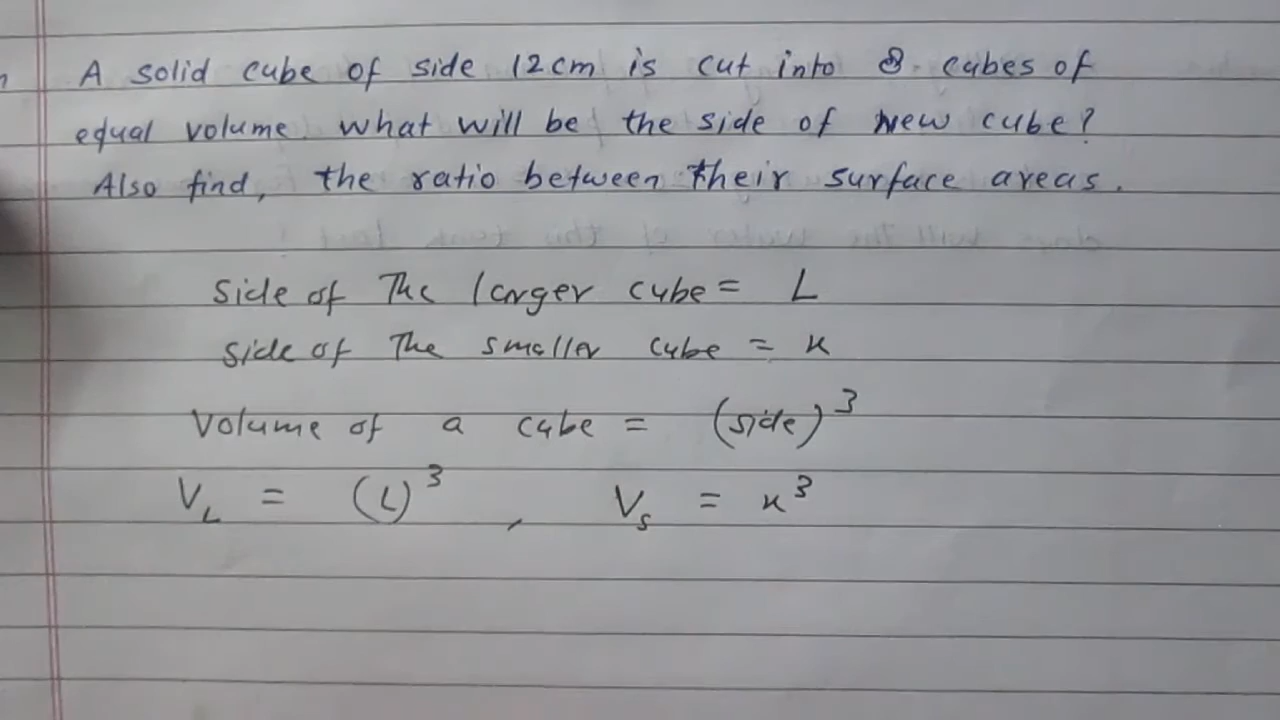 A solid cube of side 12cm is cut into 8 cubes of
equal volume. what will be the side of new cube?
Also find, the ratio between their surface areas.
Side of The larger cube = L
Side of The smaller cube = x
Volume of a cube = (side)³
V_L = (L)³ , V_s = x³